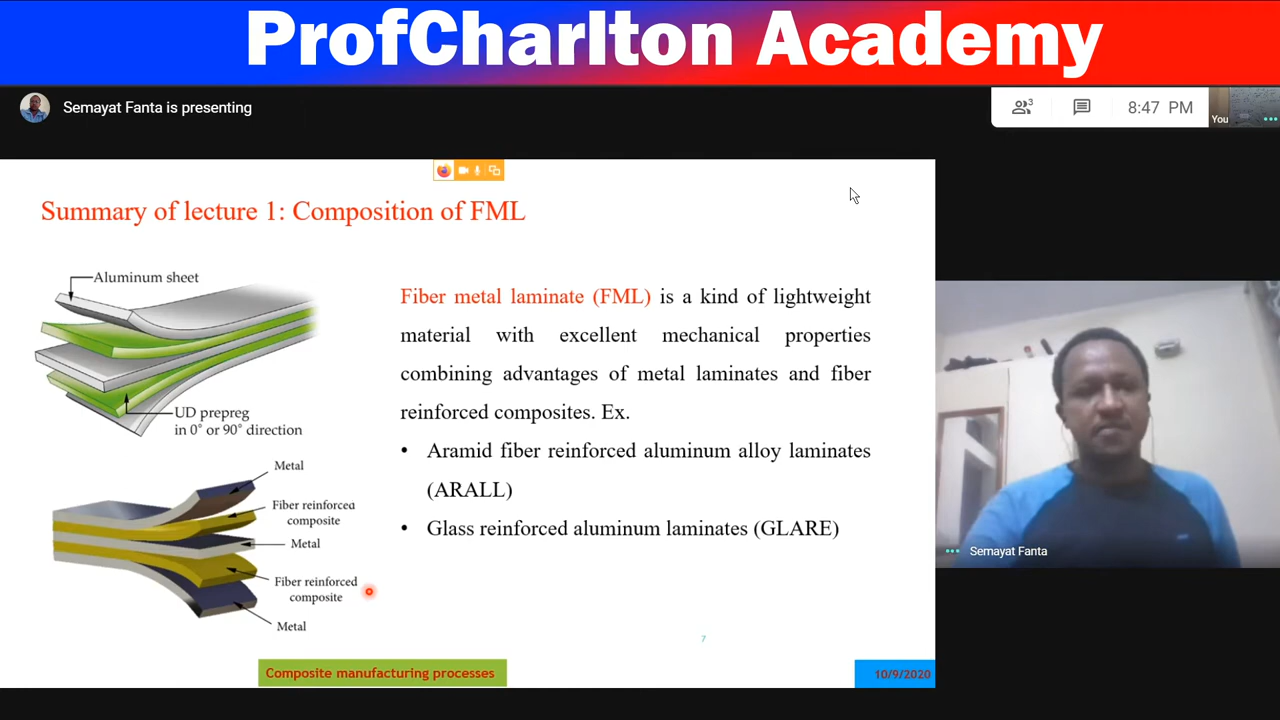 ProfCharlton Academy
Semayat Fanta is presenting
3
8:47 PM
You
Summary of lecture 1: Composition of FML
Aluminum sheet
UD prepreg
in 0° or 90° direction
Metal
Fiber reinforced
composite
Metal
Fiber reinforced
composite
Metal
Fiber metal laminate (FML) is a kind of lightweight
material with excellent mechanical properties
combining advantages of metal laminates and fiber
reinforced composites. Ex.
• Aramid fiber reinforced aluminum alloy laminates
(ARALL)
• Glass reinforced aluminum laminates (GLARE)
Semayat Fanta
7
Composite manufacturing processes
10/9/2020